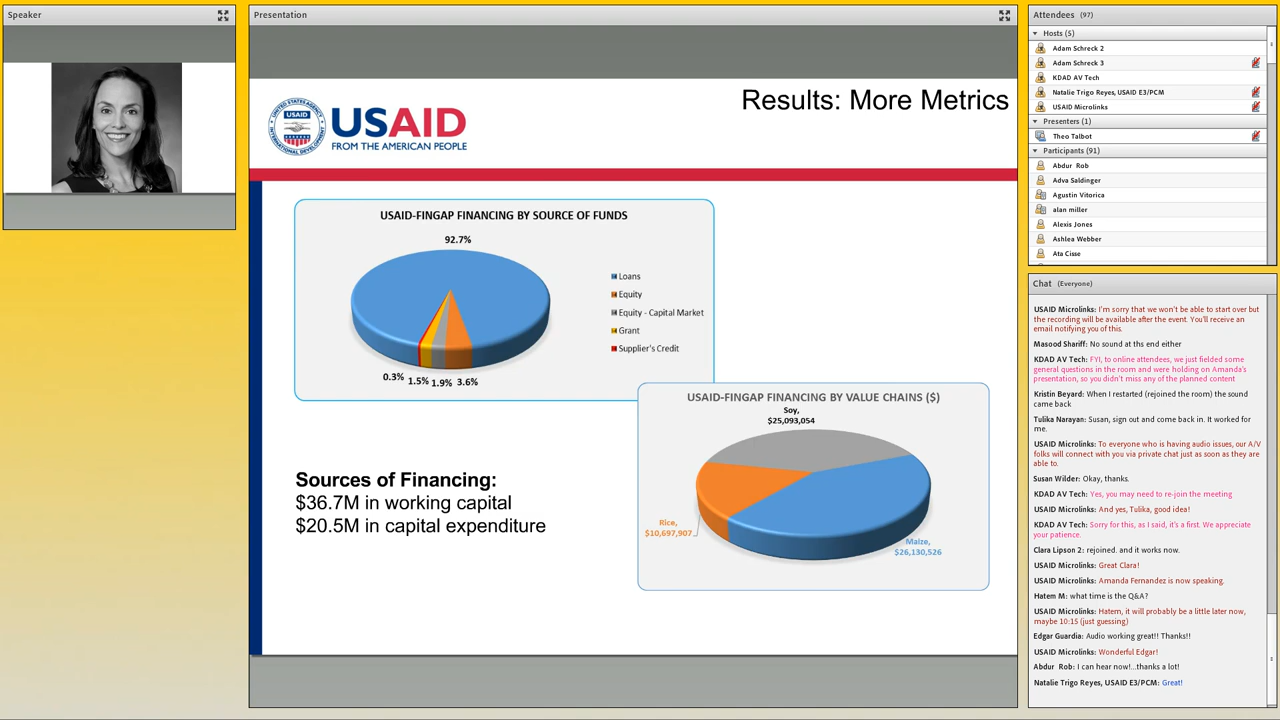 Speaker
Presentation
Results: More Metrics
UNITED STATES AGENCY
USAID
INTERNATIONAL DEVELOPMENT
USAID
FROM THE AMERICAN PEOPLE
USAID-FINGAP FINANCING BY SOURCE OF FUNDS
92.7%
Loans
Equity
Equity - Capital Market
Grant
Supplier's Credit
0.3%
1.5%
1.9%
3.6%
USAID-FINGAP FINANCING BY VALUE CHAINS ($)
Soy,
$25,093,054
Rice,
$10,697,907
Maize,
$26,130,526
Sources of Financing:
$36.7M in working capital
$20.5M in capital expenditure
Attendees (97)
Hosts (5)
Adam Schreck 2
Adam Schreck 3
KDAD AV Tech
Natalie Trigo Reyes, USAID E3/PCM
USAID Microlinks
Presenters (1)
Theo Talbot
Participants (91)
Abdur Rob
Adva Saldinger
Agustin Vitorica
alan miller
Alexis Jones
Ashlea Webber
Ata Cisse
Chat (Everyone)
USAID Microlinks: I'm sorry that we won't be able to start over but
the recording will be available after the event. You'll receive an
email notifying you of this.
Masood Shariff: No sound at ths end either
KDAD AV Tech: FYI, to online attendees, we just fielded some
general questions in the room and were holding on Amanda's
presentation, so you didn't miss any of the planned content
Kristin Beyard: When I restarted (rejoined the room) the sound
came back
Tulika Narayan: Susan, sign out and come back in. It worked for
me.
USAID Microlinks: To everyone who is having audio issues, our A/V
folks will connect with you via private chat just as soon as they are
able to.
Susan Wilder: Okay, thanks.
KDAD AV Tech: Yes, you may need to re-join the meeting
USAID Microlinks: And yes, Tulika, good idea!
KDAD AV Tech: Sorry for this, as I said, it's a first. We appreciate
your patience.
Clara Lipson 2: rejoined. and it works now.
USAID Microlinks: Great Clara!
USAID Microlinks: Amanda Fernandez is now speaking.
Hatem M: what time is the Q&A?
USAID Microlinks: Hatem, it will probably be a little later now,
maybe 10:15 (just guessing)
Edgar Guardia: Audio working great!! Thanks!!
USAID Microlinks: Wonderful Edgar!
Abdur Rob: I can hear now!...thanks a lot!
Natalie Trigo Reyes, USAID E3/PCM: Great!